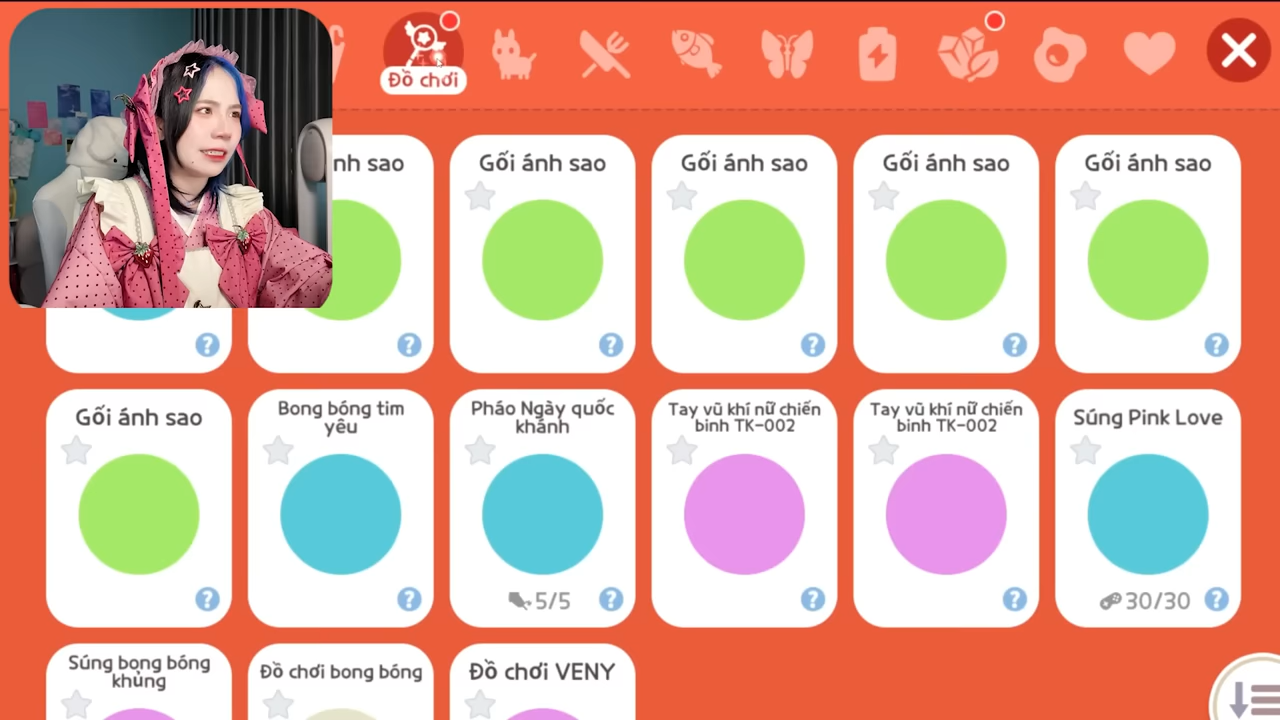 Đồ chơi
nh sao
Gối ánh sao
Gối ánh sao
Gối ánh sao
Gối ánh sao
Gối ánh sao
Bong bóng tim
yêu
Pháo Ngày quốc
khánh
5/5
Tay vũ khí nữ chiến
binh TK-002
Tay vũ khí nữ chiến
binh TK-002
Súng Pink Love
30/30
Súng bong bóng
khủng
Đồ chơi bong bóng
Đồ chơi VENY